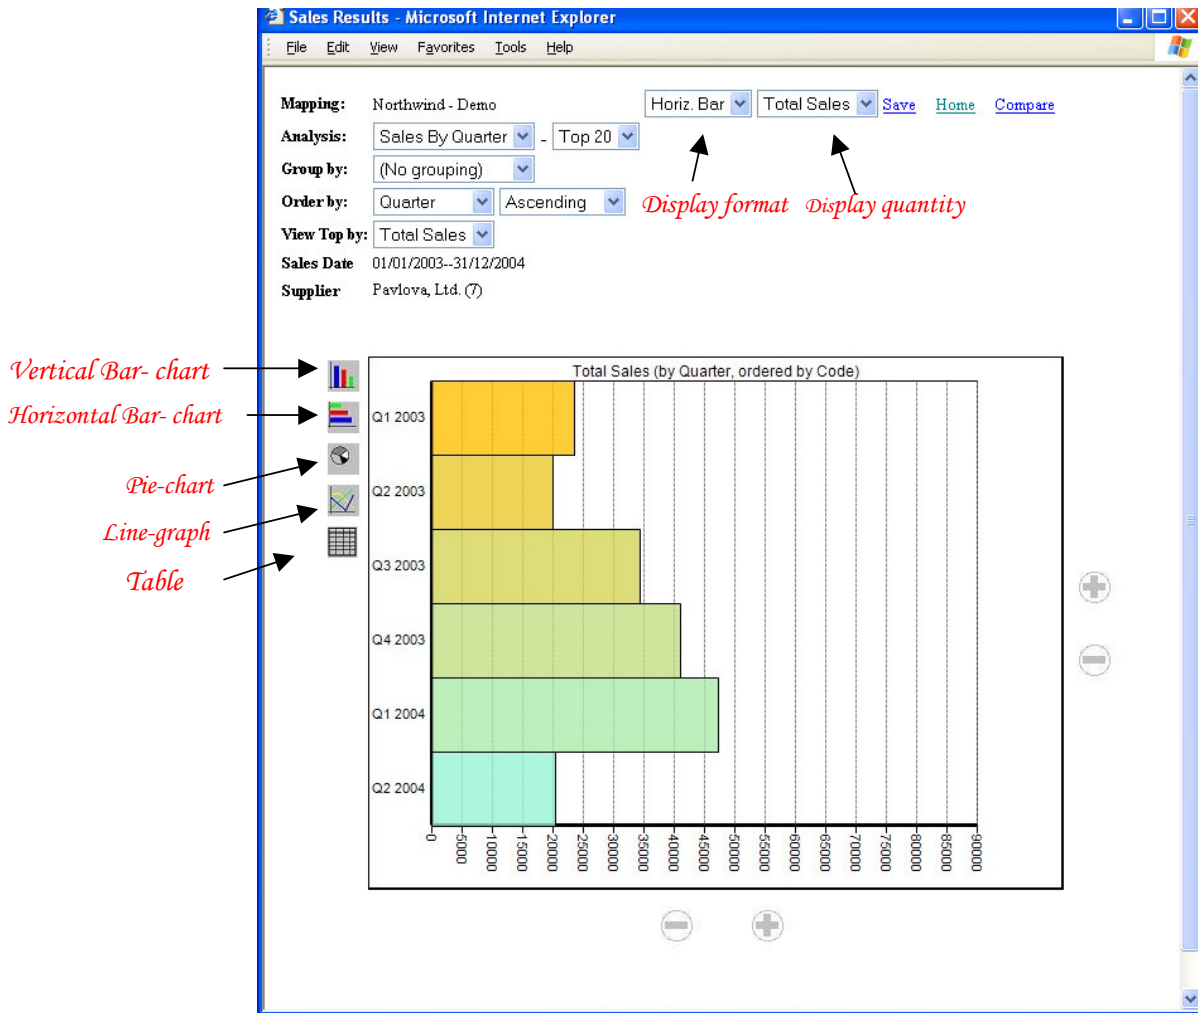 Sales Results - Microsoft Internet Explorer
File Edit View Favorites Tools Help
Mapping: Northwind - Demo Horiz. Bar Total Sales Save Home Compare
Analysis: Sales By Quarter - Top 20
Group by: (No grouping)
Order by: Quarter Ascending
Display format Display quantity
View Top by: Total Sales
Sales Date 01/01/2003--31/12/2004
Supplier Pavlova, Ltd. (7)
Vertical Bar- chart
Horizontal Bar- chart
Pie-chart
Line-graph
Table
Total Sales (by Quarter, ordered by Code)
Q1 2003
Q2 2003
Q3 2003
Q4 2003
Q1 2004
Q2 2004
0 5000 10000 15000 20000 25000 30000 35000 40000 45000 50000 55000 60000 65000 70000 75000 80000 85000 90000